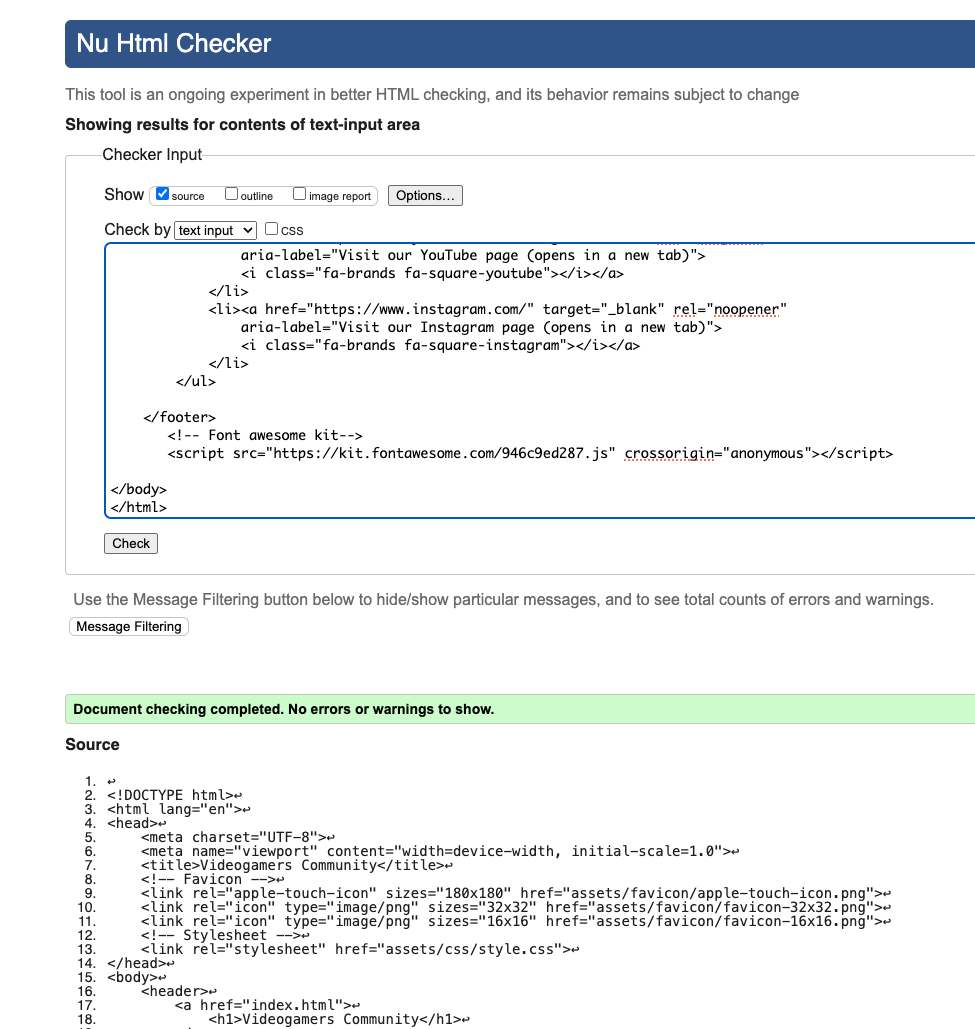 Nu Html Checker
This tool is an ongoing experiment in better HTML checking, and its behavior remains subject to change
Showing results for contents of text-input area
Checker Input
Show source outline image report Options...
Check by text input css
aria-label="Visit our YouTube page (opens in a new tab)">
<i class="fa-brands fa-square-youtube"></i></a>
</li>
<li><a href="https://www.instagram.com/" target="_blank" rel="noopener"
aria-label="Visit our Instagram page (opens in a new tab)">
<i class="fa-brands fa-square-instagram"></i></a>
</li>
</ul>
</footer>
<!-- Font awesome kit-->
<script src="https://kit.fontawesome.com/946c9ed287.js" crossorigin="anonymous"></script>
</body>
</html>
Check
Use the Message Filtering button below to hide/show particular messages, and to see total counts of errors and warnings.
Message Filtering
Document checking completed. No errors or warnings to show.
Source
1. ↩
2. <!DOCTYPE html>↩
3. <html lang="en">↩
4. <head>↩
5. <meta charset="UTF-8">↩
6. <meta name="viewport" content="width=device-width, initial-scale=1.0">↩
7. <title>Videogamers Community</title>↩
8. <!-- Favicon -->↩
9. <link rel="apple-touch-icon" sizes="180x180" href="assets/favicon/apple-touch-icon.png">↩
10. <link rel="icon" type="image/png" sizes="32x32" href="assets/favicon/favicon-32x32.png">↩
11. <link rel="icon" type="image/png" sizes="16x16" href="assets/favicon/favicon-16x16.png">↩
12. <!-- Stylesheet -->↩
13. <link rel="stylesheet" href="assets/css/style.css">↩
14. </head>↩
15. <body>↩
16. <header>↩
17. <a href="index.html">↩
18. <h1>Videogamers Community</h1>↩